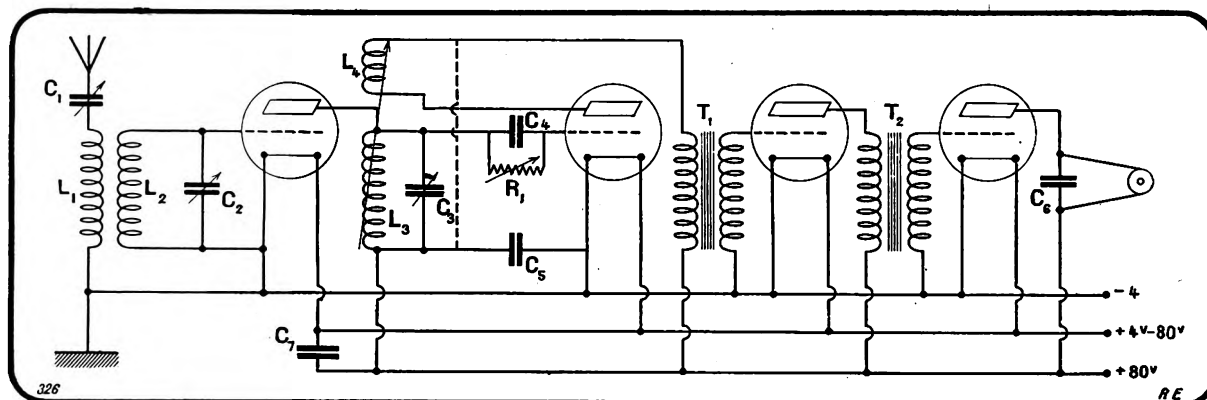 C₁
L₁
L₂
C₂
L₄
L₃
C₃
C₄
R₁
C₅
T₁
T₂
C₆
C₇
- 4
+ 4ᵛ-80ᵛ
+ 80ᵛ
326
RE